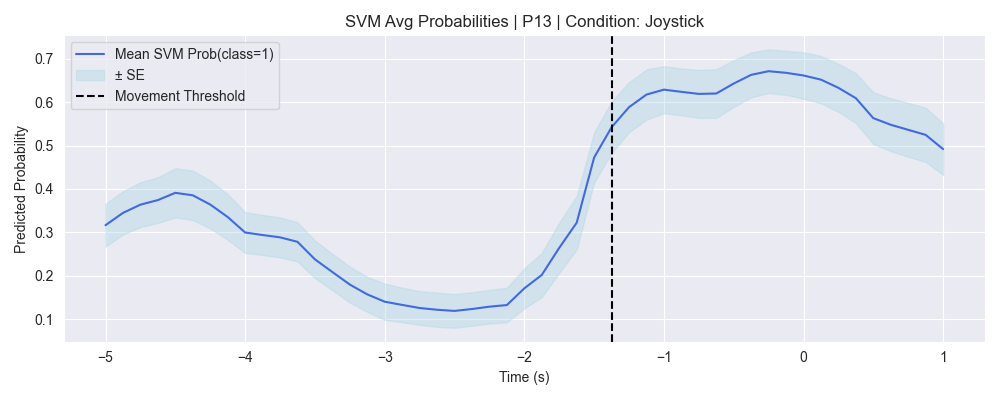 SVM Avg Probabilities | P13 | Condition: Joystick
Mean SVM Prob(class=1)
± SE
Movement Threshold
Predicted Probability
0.7
0.6
0.5
0.4
0.3
0.2
0.1
−5
−4
−3
−2
−1
0
1
Time (s)